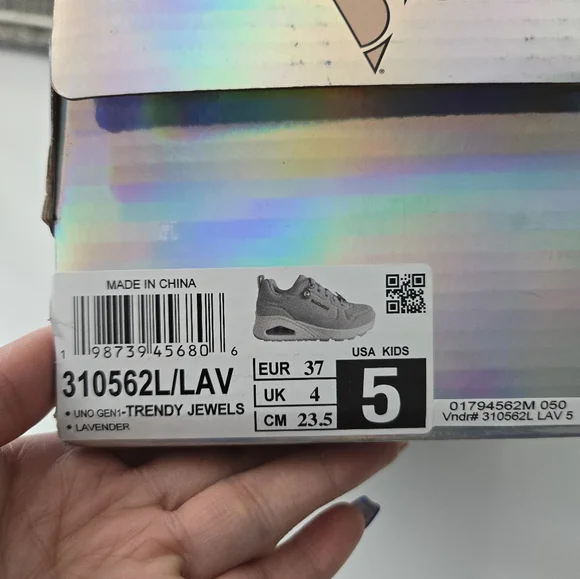 ®
MADE IN CHINA
1 98739 45680 6
310562L/LAV
• UNO GEN1-TRENDY JEWELS
• LAVENDER
EUR 37
UK 4
CM 23.5
USA KIDS
5
01794562M 050
Vndr# 310562L LAV 5